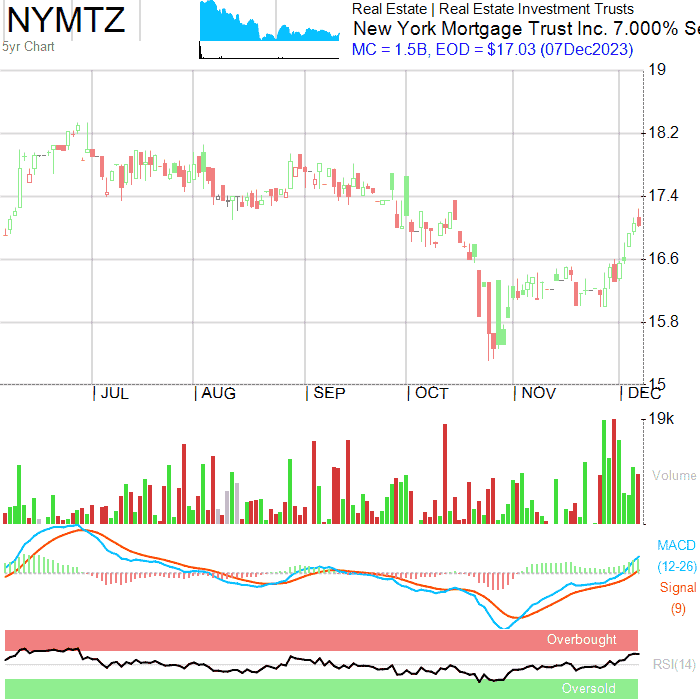 NYMTZ
5yr Chart
Real Estate | Real Estate Investment Trusts
New York Mortgage Trust Inc. 7.000% Se
MC = 1.5B, EOD = $17.03 (07Dec2023)
19
18.2
17.4
16.6
15.8
15
JUL AUG SEP OCT NOV DEC
19k
Volume
MACD
(12-26)
Signal
(9)
Overbought
RSI(14)
Oversold